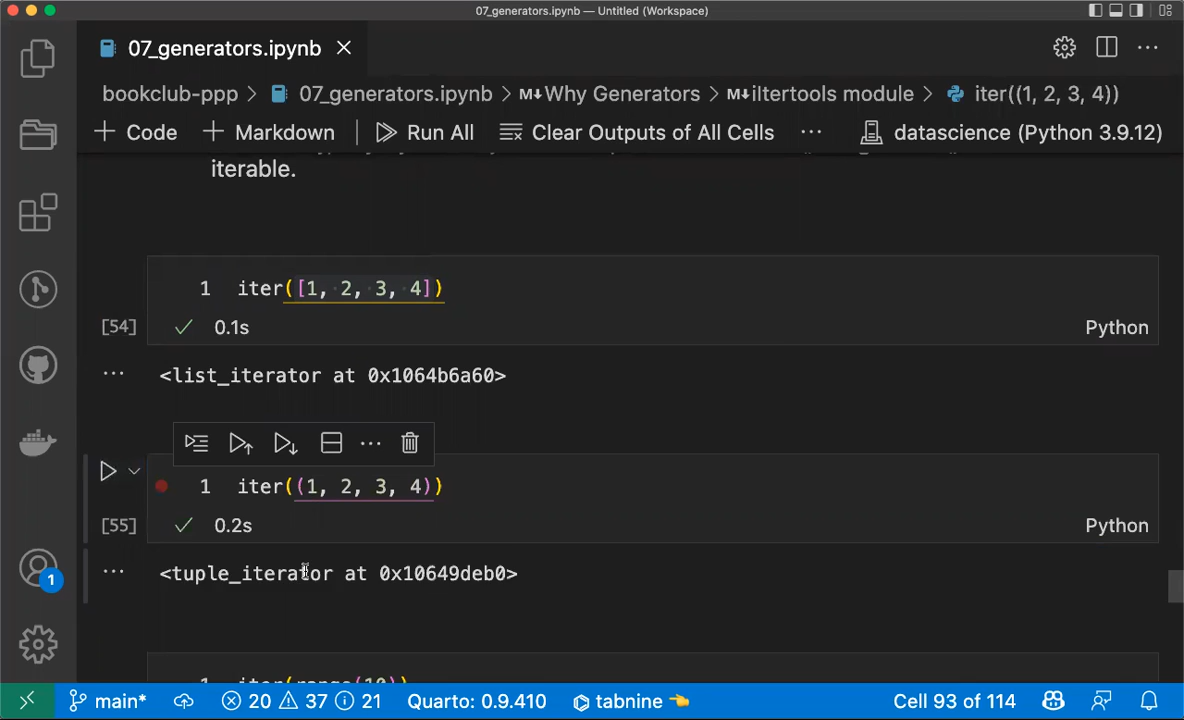 07_generators.ipynb — Untitled (Workspace)
07_generators.ipynb
bookclub-ppp > 07_generators.ipynb > M↓Why Generators > M↓iItertools module > iter((1, 2, 3, 4))
+ Code + Markdown Run All Clear Outputs of All Cells ... datascience (Python 3.9.12)
iterable.
1 iter([1, 2, 3, 4])
[54] ✓ 0.1s Python
... <list_iterator at 0x1064b6a60>
1 iter((1, 2, 3, 4))
[55] ✓ 0.2s Python
... <tuple_iterator at 0x10649deb0>
1 iter(range(10))
1
main* 20 37 21 Quarto: 0.9.410 tabnine Cell 93 of 114